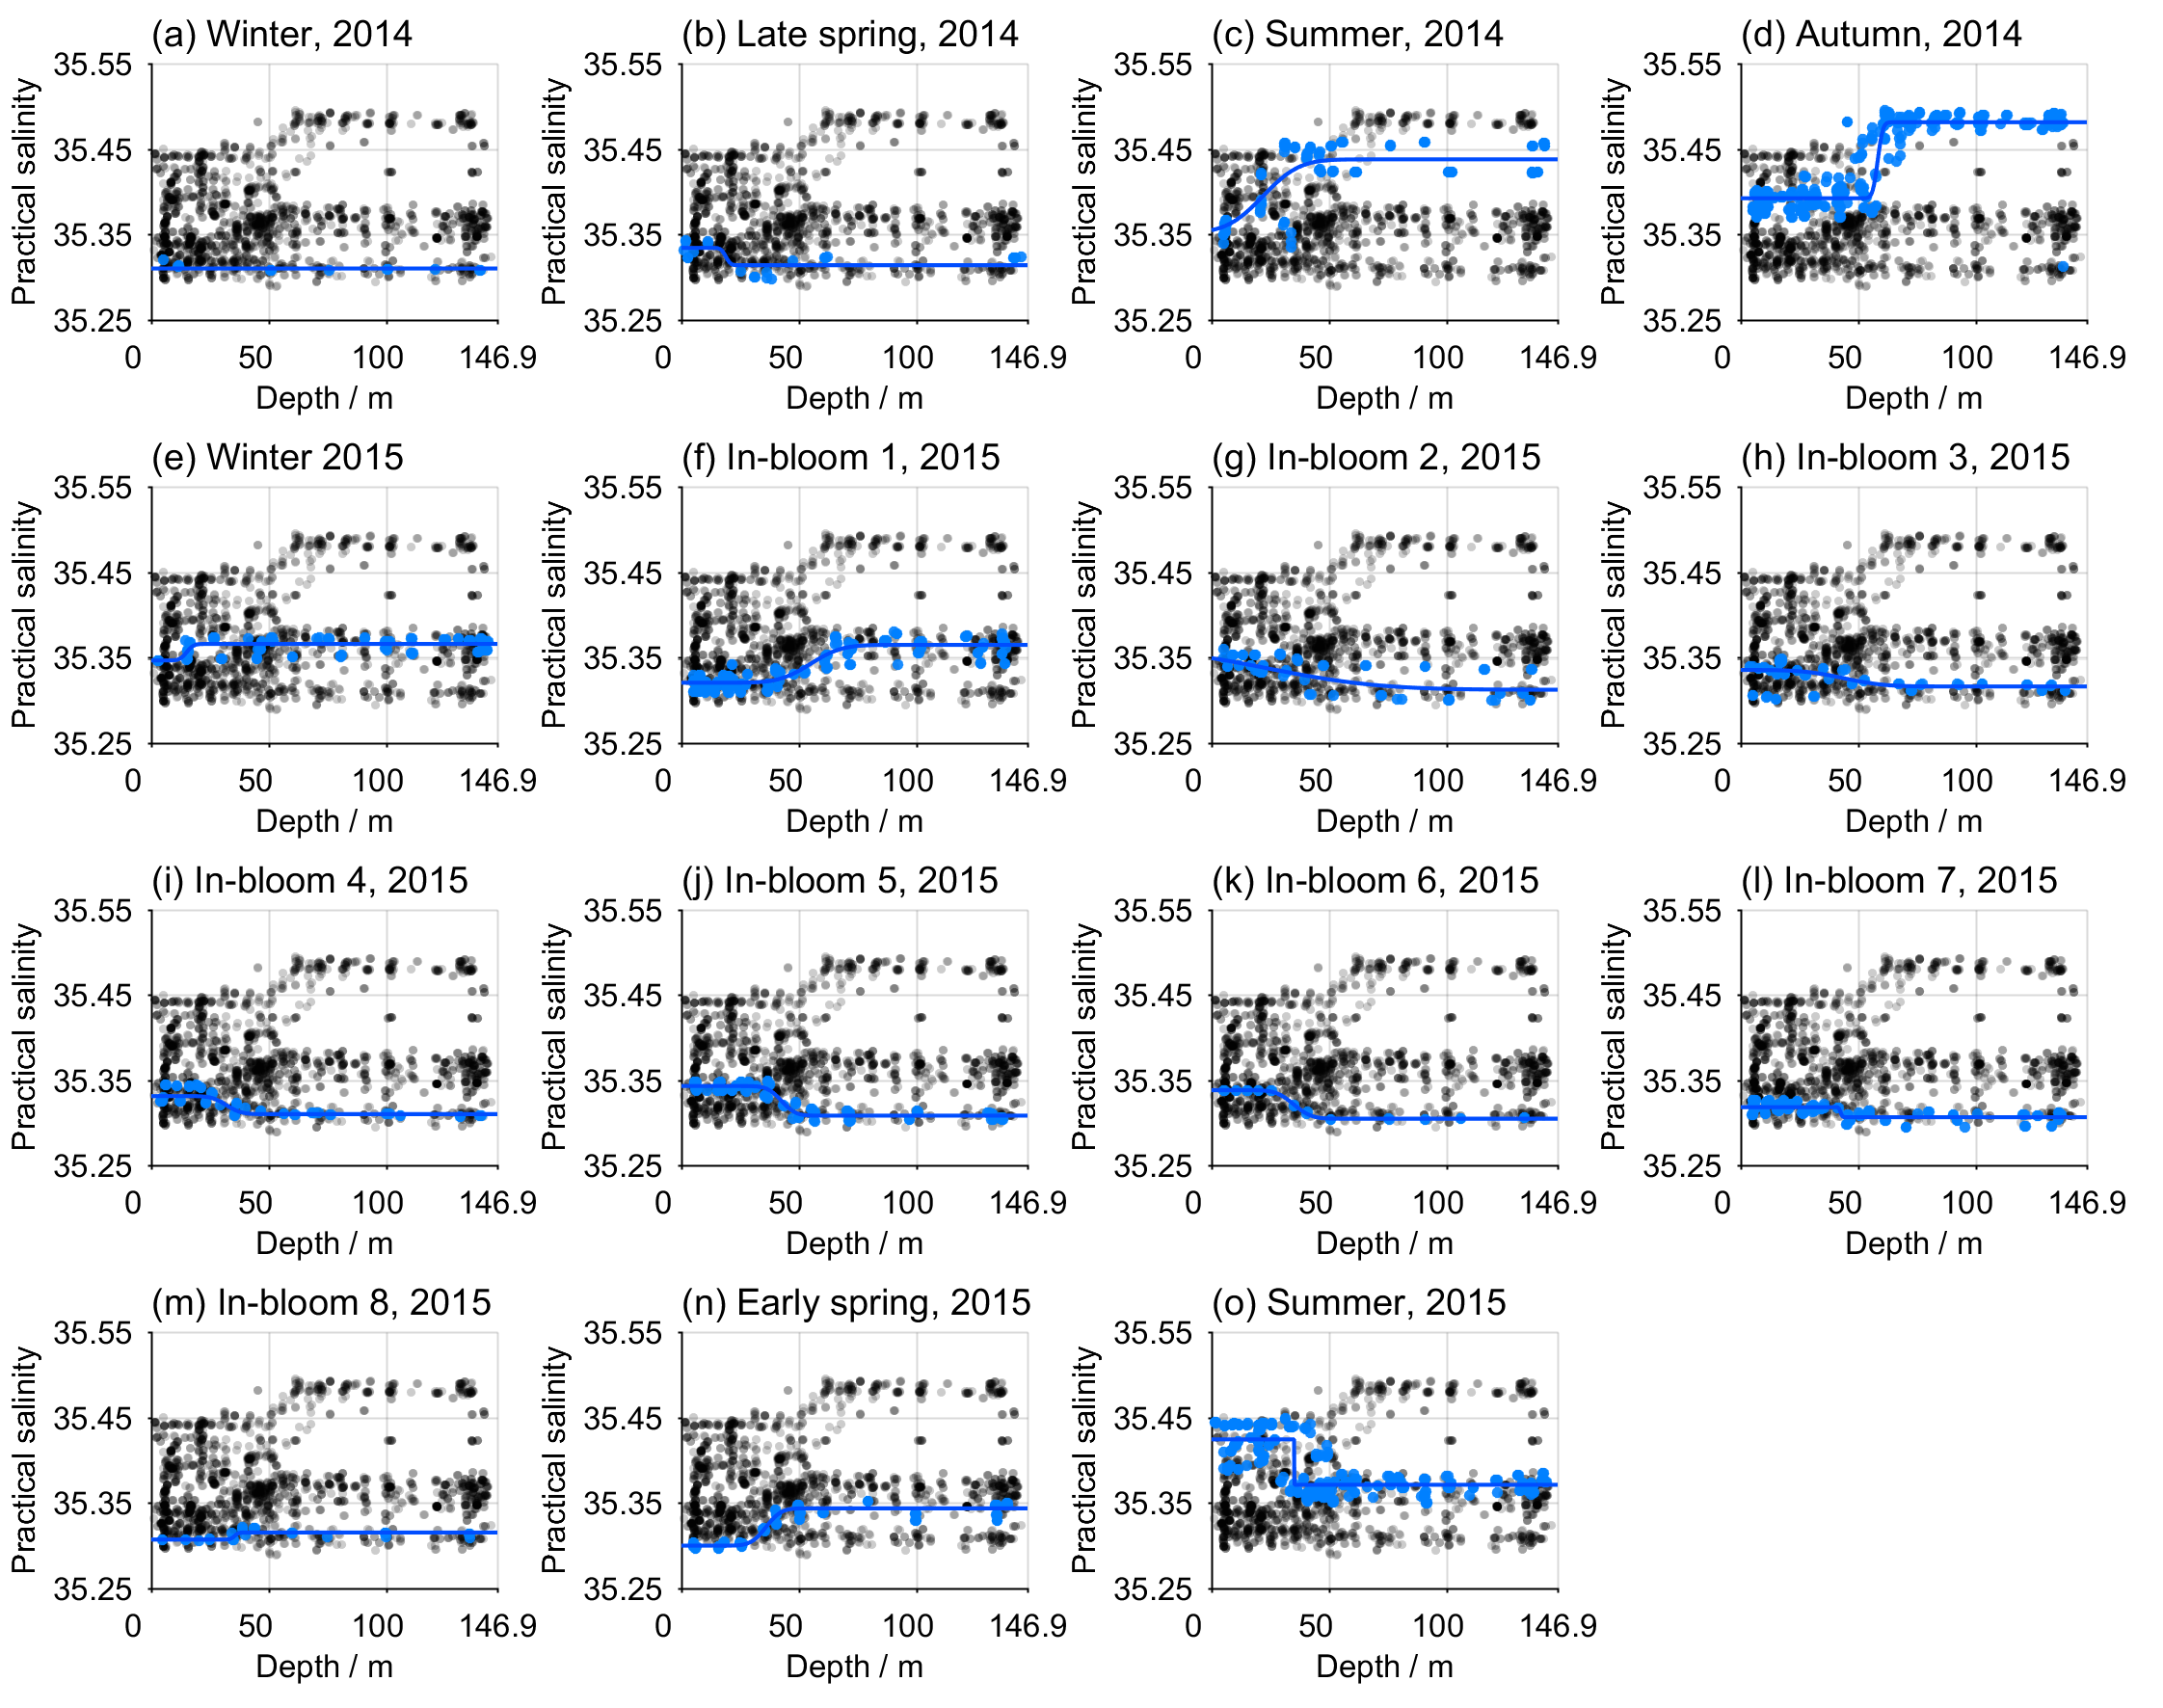 (a) Winter, 2014
35.55
35.45
35.35
35.25
Practical salinity
0 50 100 146.9
Depth / m
(b) Late spring, 2014
35.55
35.45
35.35
35.25
Practical salinity
0 50 100 146.9
Depth / m
(c) Summer, 2014
35.55
35.45
35.35
35.25
Practical salinity
0 50 100 146.9
Depth / m
(d) Autumn, 2014
35.55
35.45
35.35
35.25
Practical salinity
0 50 100 146.9
Depth / m
(e) Winter 2015
35.55
35.45
35.35
35.25
Practical salinity
0 50 100 146.9
Depth / m
(f) In-bloom 1, 2015
35.55
35.45
35.35
35.25
Practical salinity
0 50 100 146.9
Depth / m
(g) In-bloom 2, 2015
35.55
35.45
35.35
35.25
Practical salinity
0 50 100 146.9
Depth / m
(h) In-bloom 3, 2015
35.55
35.45
35.35
35.25
Practical salinity
0 50 100 146.9
Depth / m
(i) In-bloom 4, 2015
35.55
35.45
35.35
35.25
Practical salinity
0 50 100 146.9
Depth / m
(j) In-bloom 5, 2015
35.55
35.45
35.35
35.25
Practical salinity
0 50 100 146.9
Depth / m
(k) In-bloom 6, 2015
35.55
35.45
35.35
35.25
Practical salinity
0 50 100 146.9
Depth / m
(l) In-bloom 7, 2015
35.55
35.45
35.35
35.25
Practical salinity
0 50 100 146.9
Depth / m
(m) In-bloom 8, 2015
35.55
35.45
35.35
35.25
Practical salinity
0 50 100 146.9
Depth / m
(n) Early spring, 2015
35.55
35.45
35.35
35.25
Practical salinity
0 50 100 146.9
Depth / m
(o) Summer, 2015
35.55
35.45
35.35
35.25
Practical salinity
0 50 100 146.9
Depth / m